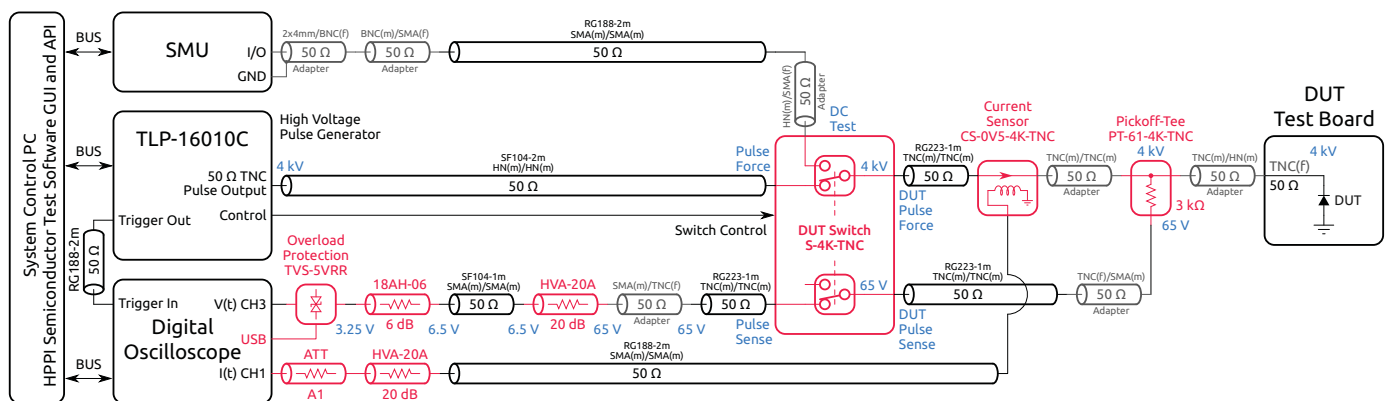 System Control PC
HPPI Semiconductor Test Software GUI and API
BUS
SMU
I/O
GND
2x4mm/BNC(f)
50 Ω
Adapter
BNC(m)/SMA(f)
50 Ω
Adapter
RG188-2m
SMA(m)/SMA(m)
50 Ω
HN(m)/SMA(f)
50 Ω
Adapter
BUS
TLP-16010C
50 Ω TNC
Pulse Output
Trigger Out
Control
High Voltage
Pulse Generator
4 kV
SF104-2m
HN(m)/HN(m)
50 Ω
Pulse
Force
Switch Control
DC
Test
4 kV
DUT Switch
S-4K-TNC
65 V
RG223-1m
TNC(m)/TNC(m)
50 Ω
DUT
Pulse
Force
Current
Sensor
CS-0V5-4K-TNC
TNC(m)/TNC(m)
50 Ω
Adapter
Pickoff-Tee
PT-61-4K-TNC
4 kV
3 kΩ
65 V
TNC(m)/HN(m)
50 Ω
Adapter
DUT
Test Board
4 kV
TNC(f)
50 Ω
DUT
RG188-2m
50 Ω
BUS
Trigger In
V(t) CH3
Digital
Oscilloscope
USB
I(t) CH1
Overload
Protection
TVS-5VRR
3.25 V
18AH-06
6 dB
6.5 V
SF104-1m
SMA(m)/SMA(m)
50 Ω
6.5 V
HVA-20A
20 dB
65 V
SMA(m)/TNC(f)
50 Ω
Adapter
65 V
RG223-1m
TNC(m)/TNC(m)
50 Ω
Pulse
Sense
RG223-1m
TNC(m)/TNC(m)
50 Ω
DUT
Pulse
Sense
TNC(f)/SMA(m)
50 Ω
Adapter
ATT
A1
HVA-20A
20 dB
RG188-2m
SMA(m)/SMA(m)
50 Ω